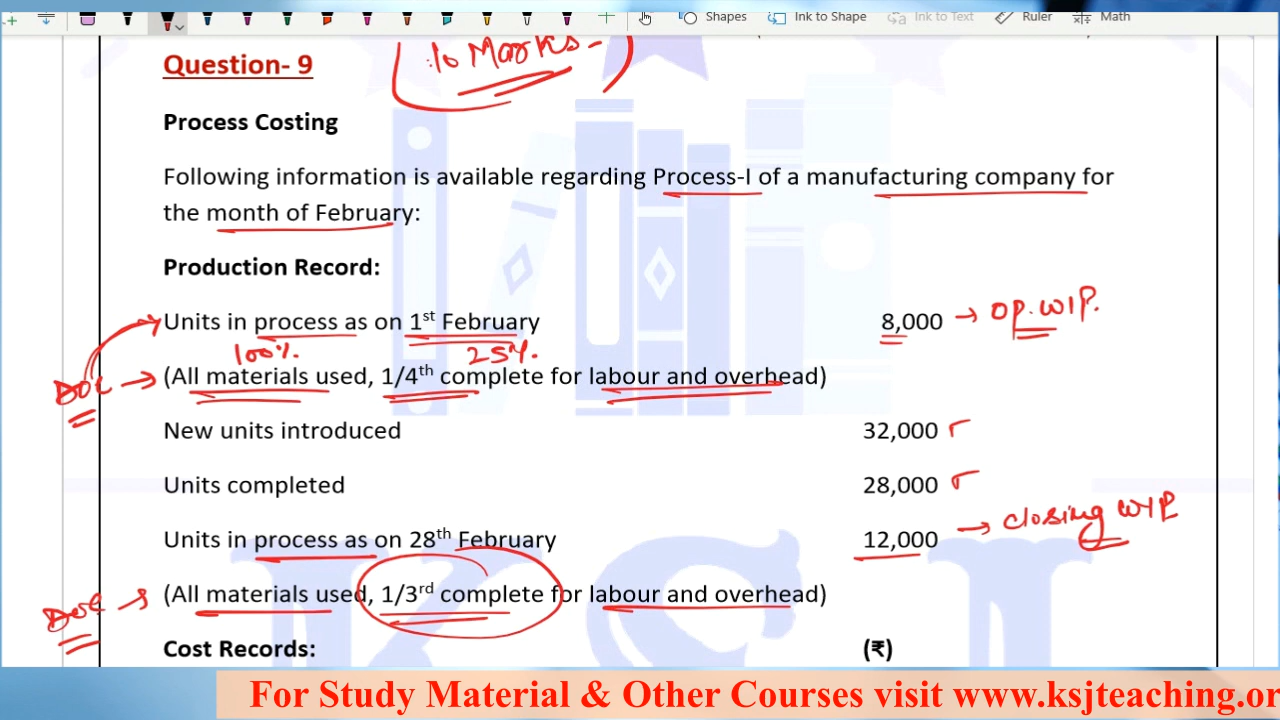 Shapes Ink to Shape Ink to Text Ruler Math
10 Marks
Question- 9
Process Costing
Following information is available regarding Process-I of a manufacturing company for
the month of February:
Production Record:
Units in process as on 1st February 8,000 → op. WIP.
100% 25%.
DOC → (All materials used, 1/4th complete for labour and overhead)
New units introduced 32,000
Units completed 28,000
Units in process as on 28th February 12,000 → closing WIP
DOC → (All materials used, 1/3rd complete for labour and overhead)
Cost Records: (₹)
For Study Material & Other Courses visit www.ksjteaching.or